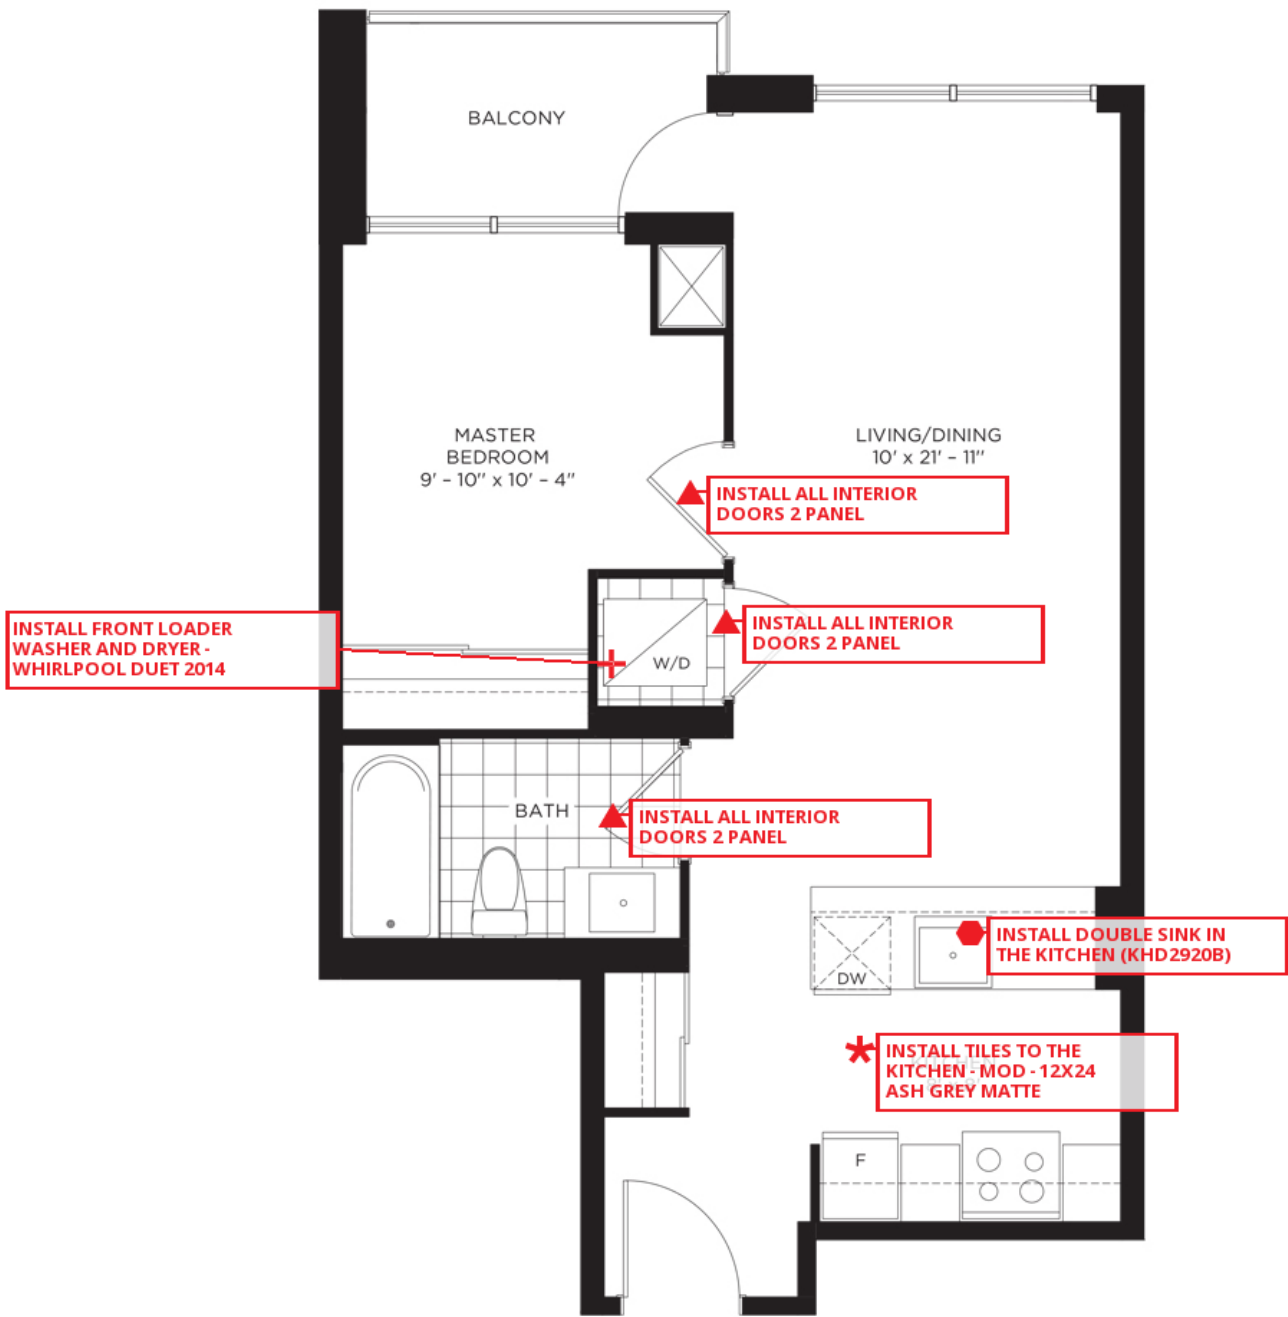 BALCONY
MASTER
BEDROOM
9' - 10" x 10' - 4"
LIVING/DINING
10' x 21' - 11"
INSTALL ALL INTERIOR
DOORS 2 PANEL
INSTALL FRONT LOADER
WASHER AND DRYER -
WHIRLPOOL DUET 2014
INSTALL ALL INTERIOR
DOORS 2 PANEL
W/D
BATH
INSTALL ALL INTERIOR
DOORS 2 PANEL
INSTALL DOUBLE SINK IN
THE KITCHEN (KHD2920B)
DW
INSTALL TILES TO THE
KITCHEN - MOD - 12X24
ASH GREY MATTE
KITCHEN
F